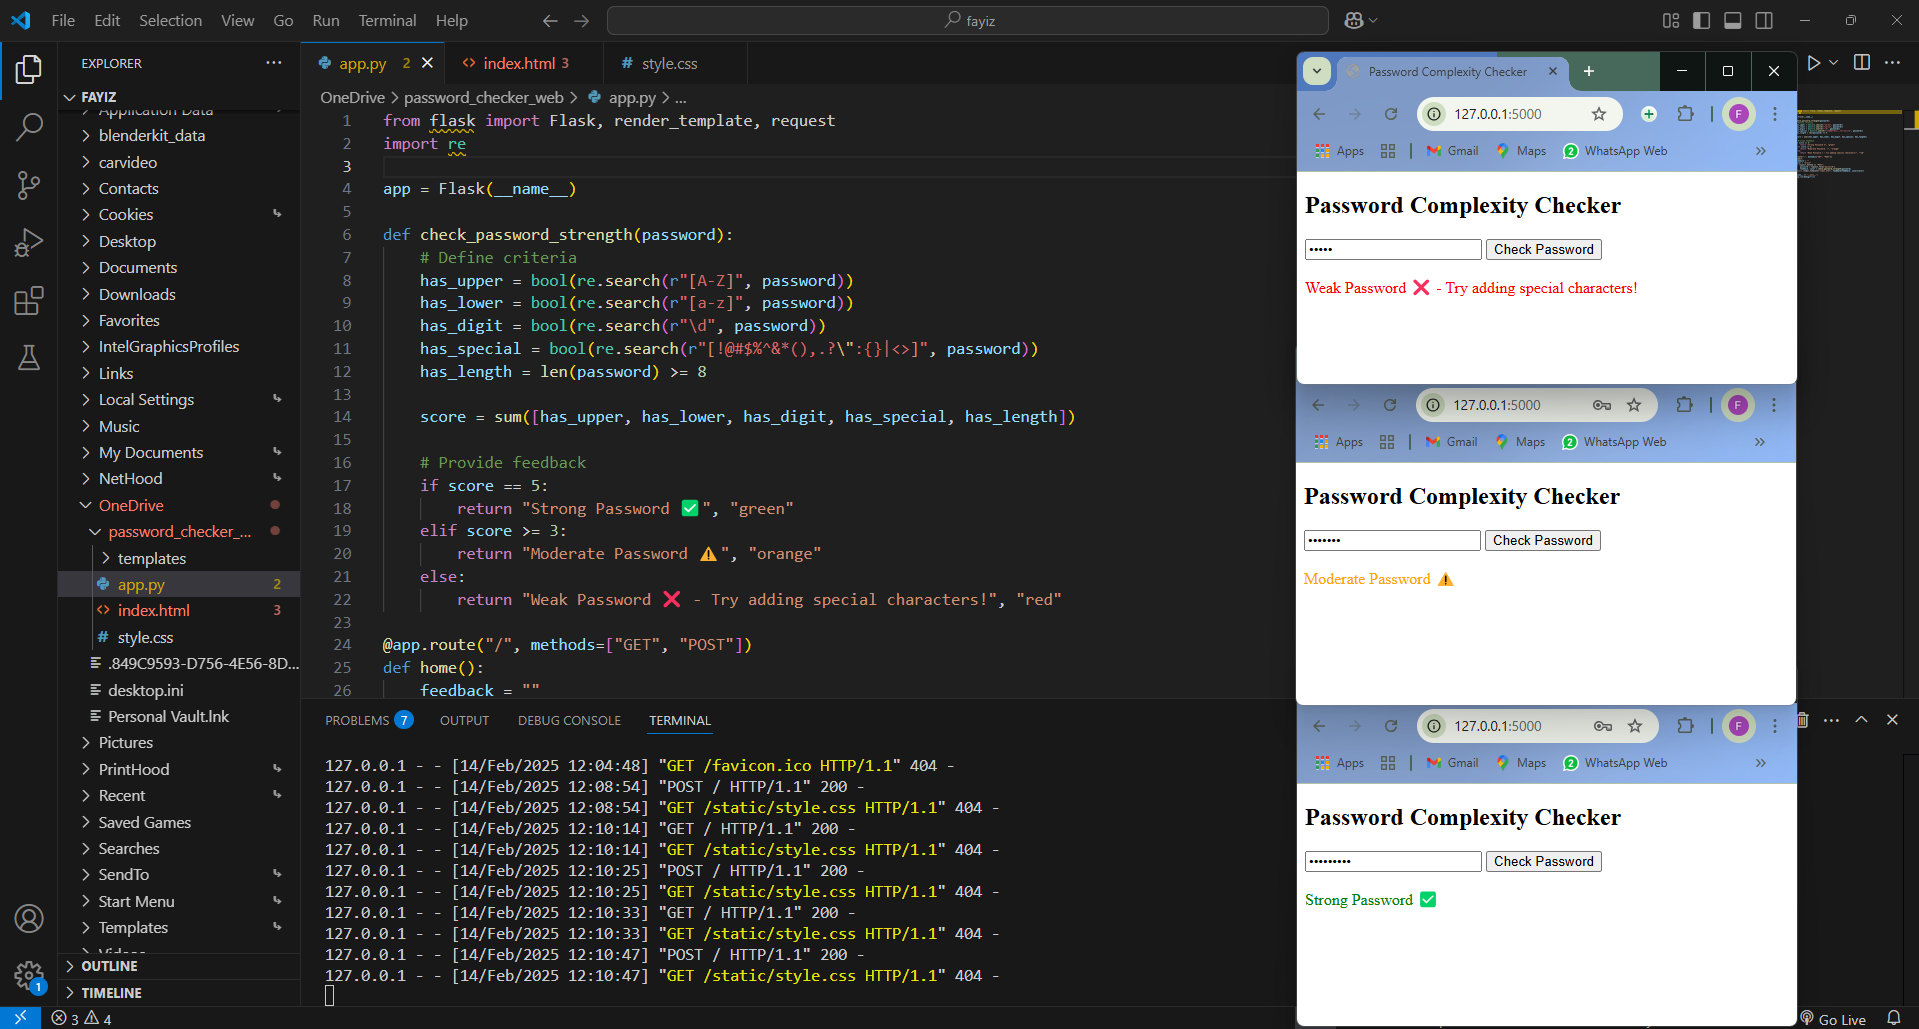 File Edit Selection View Go Run Terminal Help
fayiz
EXPLORER
FAYIZ
Application Data
blenderkit_data
carvideo
Contacts
Cookies
Desktop
Documents
Downloads
Favorites
IntelGraphicsProfiles
Links
Local Settings
Music
My Documents
NetHood
OneDrive
password_checker_...
templates
app.py 2
index.html 3
style.css
.849C9593-D756-4E56-8D...
desktop.ini
Personal Vault.lnk
Pictures
PrintHood
Recent
Saved Games
Searches
SendTo
Start Menu
Templates
OUTLINE
TIMELINE
1
3 4
app.py 2 index.html 3 style.css
OneDrive > password_checker_web > app.py > ...
1 from flask import Flask, render_template, request
2 import re
3
4 app = Flask(__name__)
5
6 def check_password_strength(password):
7 # Define criteria
8 has_upper = bool(re.search(r"[A-Z]", password))
9 has_lower = bool(re.search(r"[a-z]", password))
10 has_digit = bool(re.search(r"\d", password))
11 has_special = bool(re.search(r"[!@#$%^&*(),.?\":{}|<>]", password))
12 has_length = len(password) >= 8
13
14 score = sum([has_upper, has_lower, has_digit, has_special, has_length])
15
16 # Provide feedback
17 if score == 5:
18 return "Strong Password ✅", "green"
19 elif score >= 3:
20 return "Moderate Password ⚠️", "orange"
21 else:
22 return "Weak Password ❌ - Try adding special characters!", "red"
23
24 @app.route("/", methods=["GET", "POST"])
25 def home():
26 feedback = ""
PROBLEMS 7 OUTPUT DEBUG CONSOLE TERMINAL
127.0.0.1 - - [14/Feb/2025 12:04:48] "GET /favicon.ico HTTP/1.1" 404 -
127.0.0.1 - - [14/Feb/2025 12:08:54] "POST / HTTP/1.1" 200 -
127.0.0.1 - - [14/Feb/2025 12:08:54] "GET /static/style.css HTTP/1.1" 404 -
127.0.0.1 - - [14/Feb/2025 12:10:14] "GET / HTTP/1.1" 200 -
127.0.0.1 - - [14/Feb/2025 12:10:14] "GET /static/style.css HTTP/1.1" 404 -
127.0.0.1 - - [14/Feb/2025 12:10:25] "POST / HTTP/1.1" 200 -
127.0.0.1 - - [14/Feb/2025 12:10:25] "GET /static/style.css HTTP/1.1" 404 -
127.0.0.1 - - [14/Feb/2025 12:10:33] "GET / HTTP/1.1" 200 -
127.0.0.1 - - [14/Feb/2025 12:10:33] "GET /static/style.css HTTP/1.1" 404 -
127.0.0.1 - - [14/Feb/2025 12:10:47] "POST / HTTP/1.1" 200 -
127.0.0.1 - - [14/Feb/2025 12:10:47] "GET /static/style.css HTTP/1.1" 404 -
Password Complexity Checker
127.0.0.1:5000 F
Apps Gmail Maps 2 WhatsApp Web
Password Complexity Checker
••••• Check Password
Weak Password ❌ - Try adding special characters!
127.0.0.1:5000 F
Apps Gmail Maps 2 WhatsApp Web
Password Complexity Checker
••••••• Check Password
Moderate Password ⚠️
127.0.0.1:5000 F
Apps Gmail Maps 2 WhatsApp Web
Password Complexity Checker
••••••••• Check Password
Strong Password ✅
Go Live